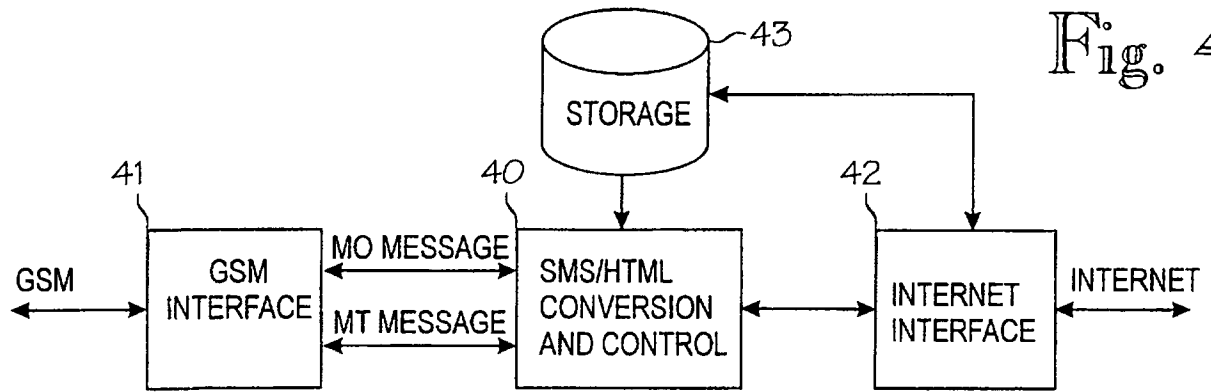 43
Fig. 4
STORAGE
41
40
42
MO MESSAGE
GSM
GSM
INTERFACE
MT MESSAGE
SMS/HTML
CONVERSION
AND CONTROL
INTERNET
INTERFACE
INTERNET